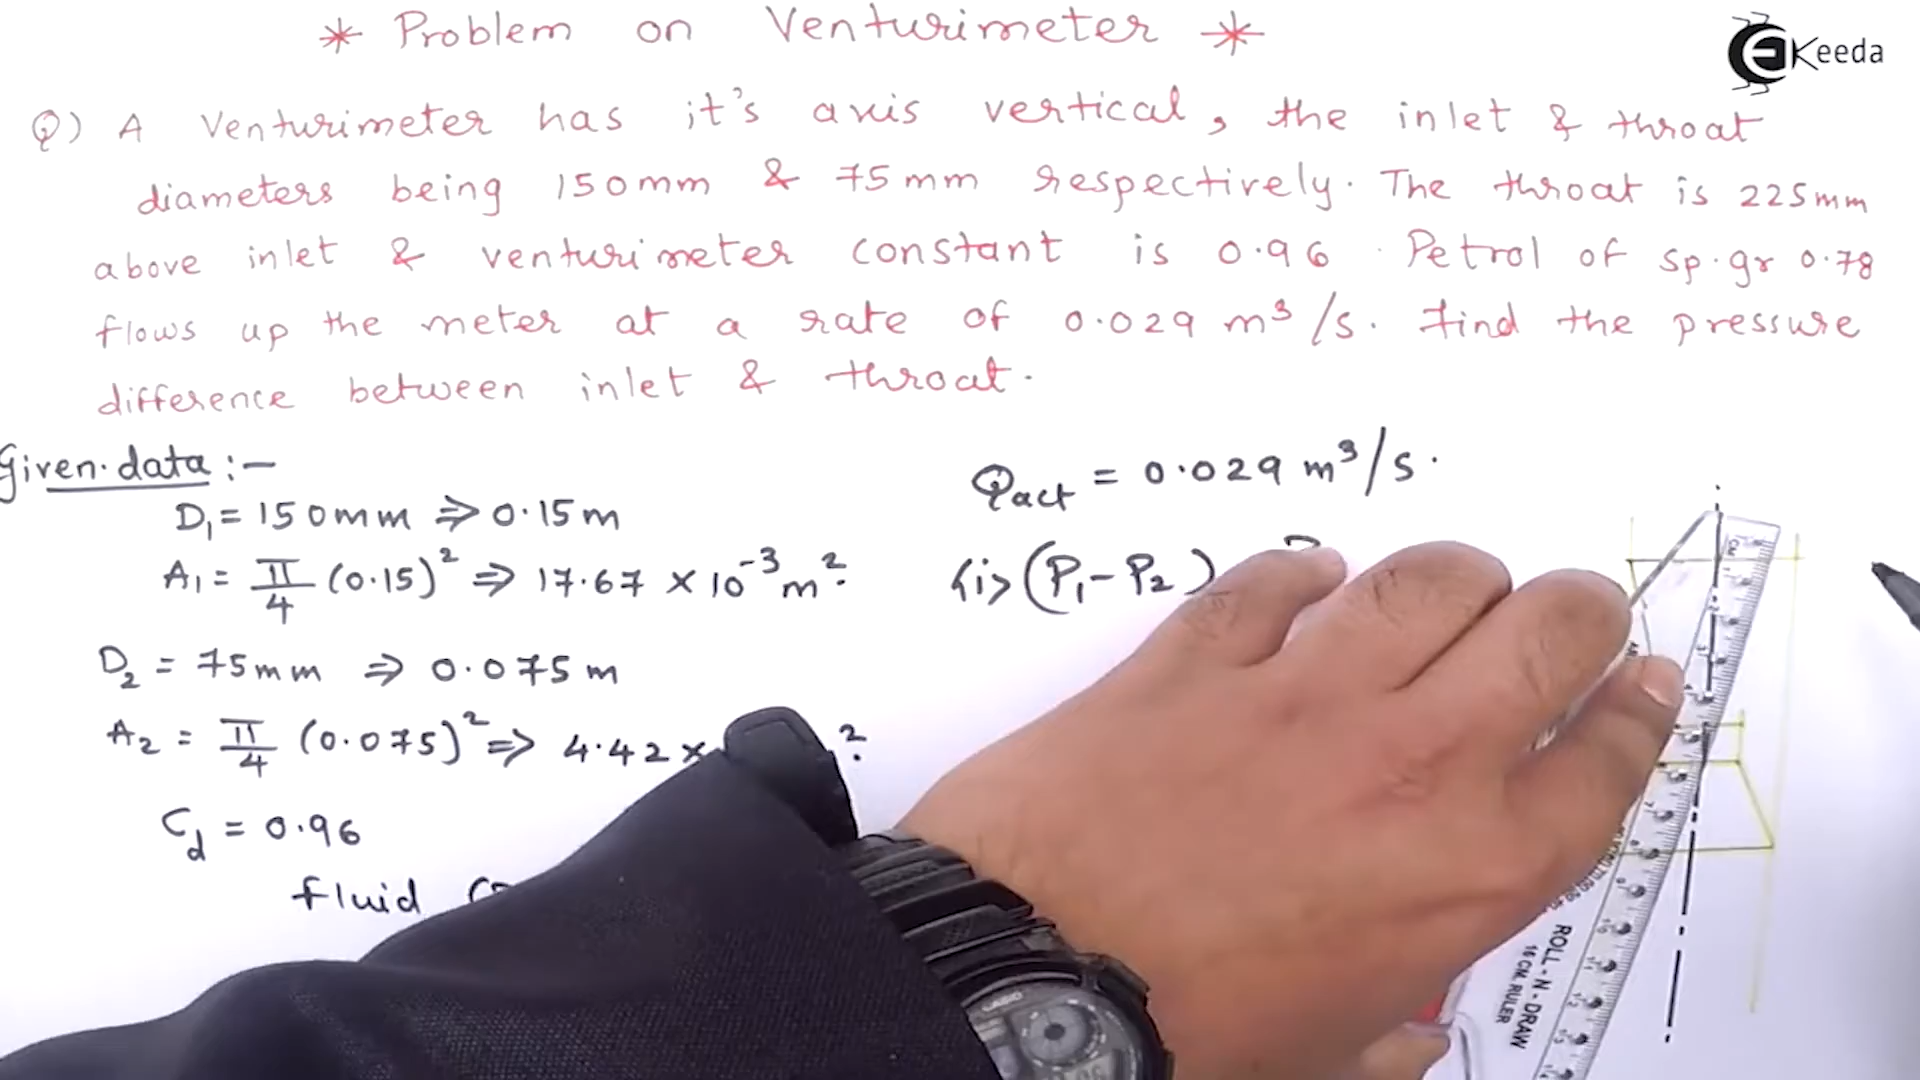 * Problem on Venturimeter *
Keeda
Q) A Venturimeter has it's axis vertical, the inlet & throat
diameters being 150mm & 75mm respectively. The throat is 225mm
above inlet & venturimeter constant is 0.96. Petrol of sp.gr 0.78
flows up the meter at a rate of 0.029 m³/s. Find the pressure
difference between inlet & throat.
Given data :-
D₁ = 150mm ⇒ 0.15m
A₁ = π/4 (0.15)² ⇒ 17.67 × 10⁻³ m².
D₂ = 75mm ⇒ 0.075m
A₂ = π/4 (0.075)² ⇒ 4.42 × ².
Cd = 0.96
fluid
Qact = 0.029 m³/s.
(i) (P₁ - P₂)
ROLL-N-DRAW
16 CM. RULER
CASIO